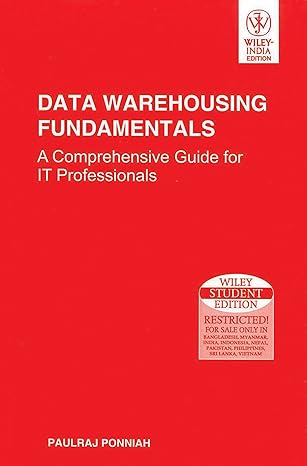 WILEY-
INDIA
EDITION
DATA WAREHOUSING
FUNDAMENTALS
A Comprehensive Guide for
IT Professionals
WILEY
STUDENT
EDITION
RESTRICTED!
FOR SALE ONLY IN
BANGLADESH, MYANMAR,
INDIA, INDONESIA, NEPAL,
PAKISTAN, PHILIPPINES,
SRI LANKA, VIETNAM
PAULRAJ PONNIAH